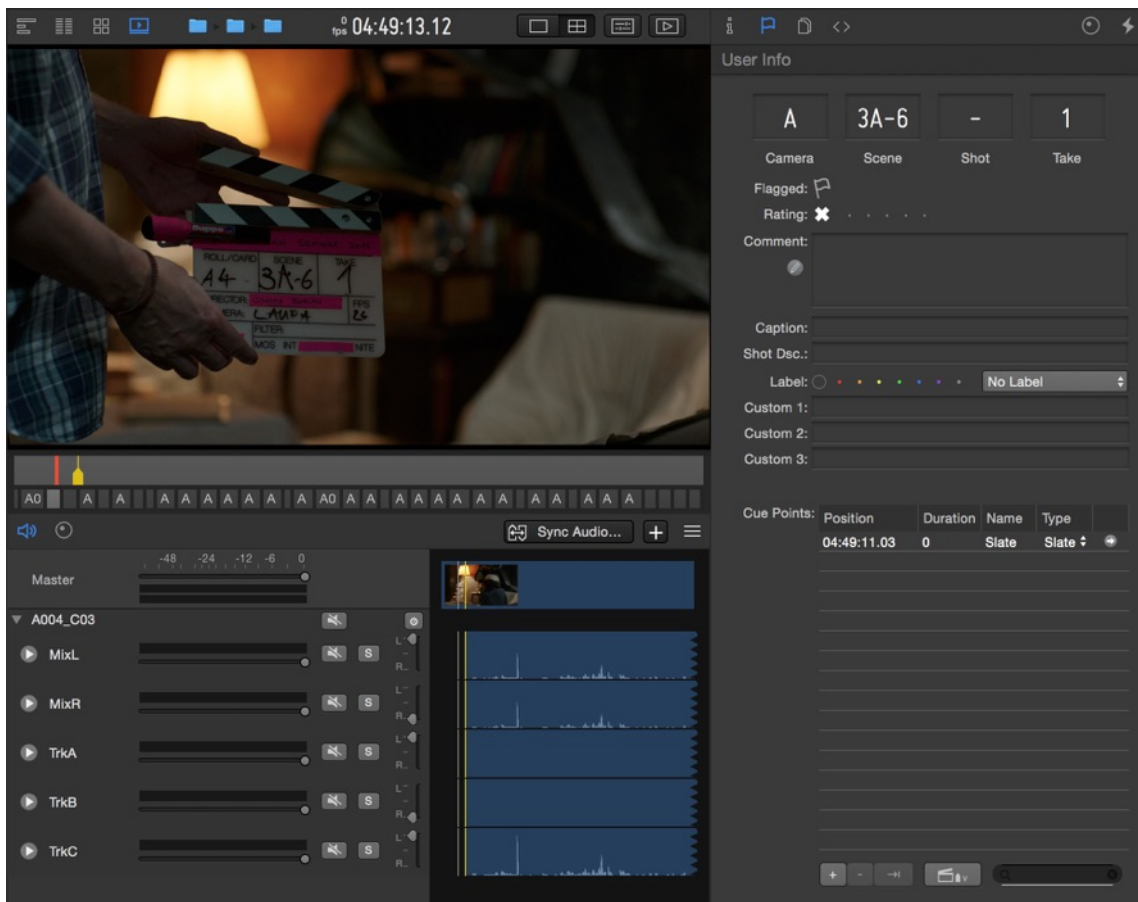 0
fps 04:49:13.12
User Info
A
3A-6
-
1
Camera
Scene
Shot
Take
Flagged:
Rating:
Comment:
Caption:
Shot Dsc.:
Label:
No Label
Custom 1:
Custom 2:
Custom 3:
ROLL/CARD SCENE TAKE
A4 3A-6 1
FPS
FILTER:
MOS INT NITE
A0 A A A A A A A A A A0 A A A A A A A A A A A A A
Sync Audio...
Cue Points:
Position Duration Name Type
04:49:11.03 0 Slate Slate
-48 -24 -12 -6 0
Master
A004_C03
MixL
S
L
R
MixR
S
L
R
TrkA
S
L
R
TrkB
S
L
R
TrkC
S
L
R